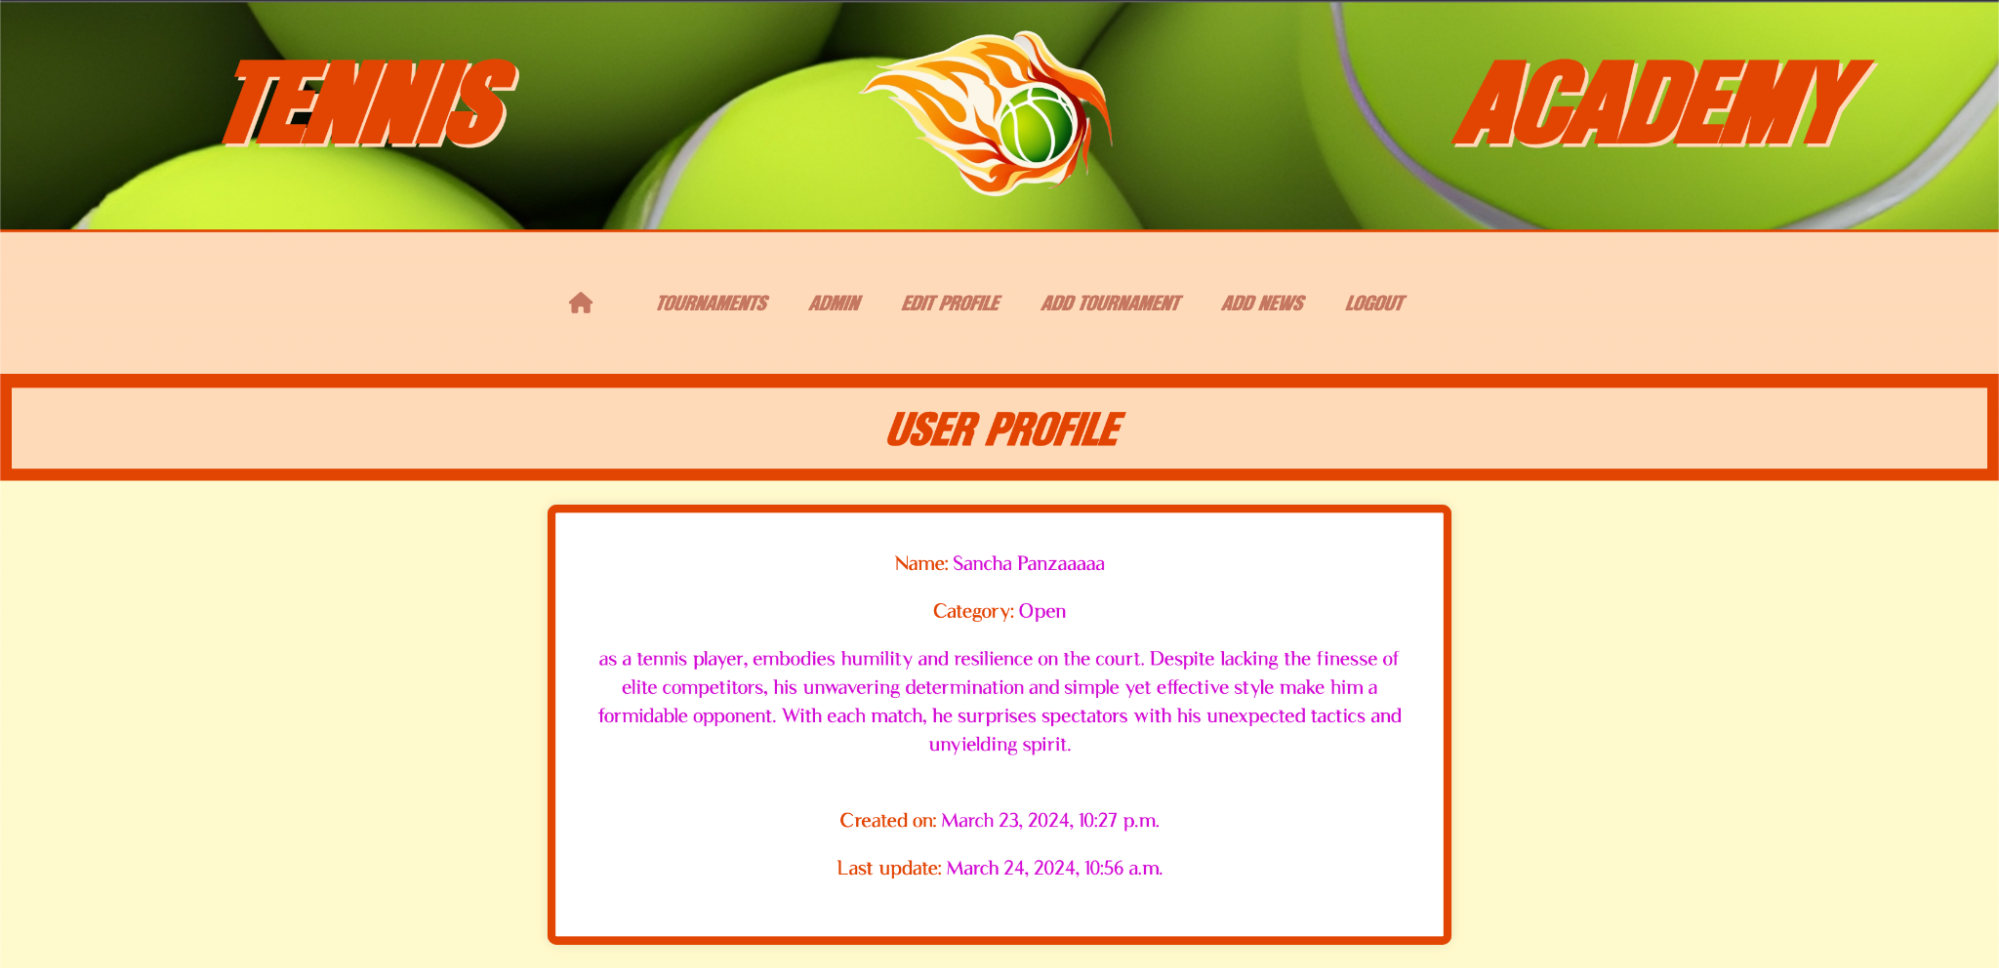 TENNIS ACADEMY
TOURNAMENTS ADMIN EDIT PROFILE ADD TOURNAMENT ADD NEWS LOGOUT
USER PROFILE
Name: Sancha Panzaaaaa
Category: Open
as a tennis player, embodies humility and resilience on the court. Despite lacking the finesse of
elite competitors, his unwavering determination and simple yet effective style make him a
formidable opponent. With each match, he surprises spectators with his unexpected tactics and
unyielding spirit.
Created on: March 23, 2024, 10:27 p.m.
Last update: March 24, 2024, 10:56 a.m.